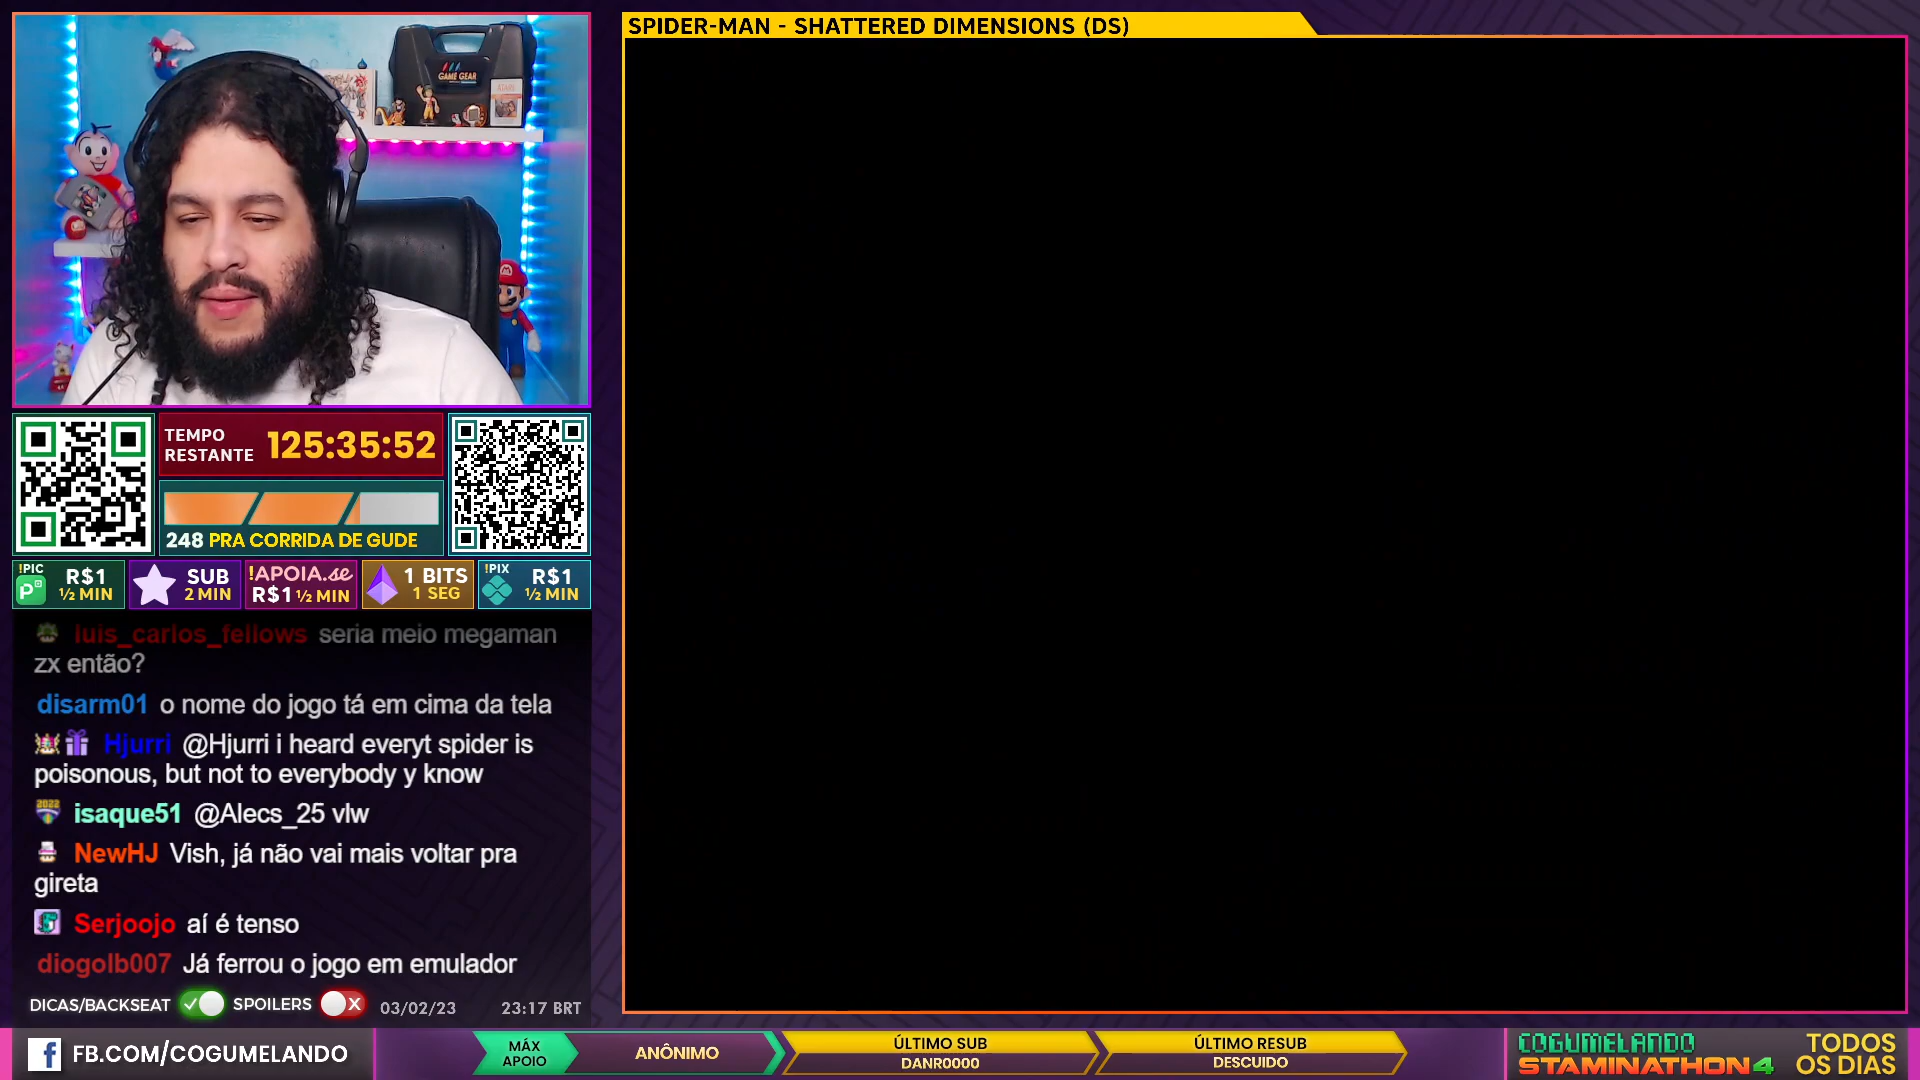 SPIDER-MAN - SHATTERED DIMENSIONS (DS)
GAME GEAR
TEMPO
RESTANTE
125:35:52
248 PRA CORRIDA DE GUDE
!PIC
R$1
½ MIN
SUB
2 MIN
!APOIA.se
R$1 ½ MIN
1 BITS
1 SEG
!PIX
R$1
½ MIN
luis_carlos_fellows seria meio megaman
zx então?
disarm01 o nome do jogo tá em cima da tela
Hjurri @Hjurri i heard everyt spider is
poisonous, but not to everybody y know
2022
isaque51 @Alecs_25 vlw
NewHJ Vish, já não vai mais voltar pra
gireta
Serjoojo aí é tenso
diogolb007 Já ferrou o jogo em emulador
DICAS/BACKSEAT SPOILERS X 03/02/23 23:17 BRT
FB.COM/COGUMELANDO
MÁX
APOIO
ANÔNIMO
ÚLTIMO SUB
DANR0000
ÚLTIMO RESUB
DESCUIDO
COGUMELANDO
STAMINATHON 4
TODOS
OS DIAS